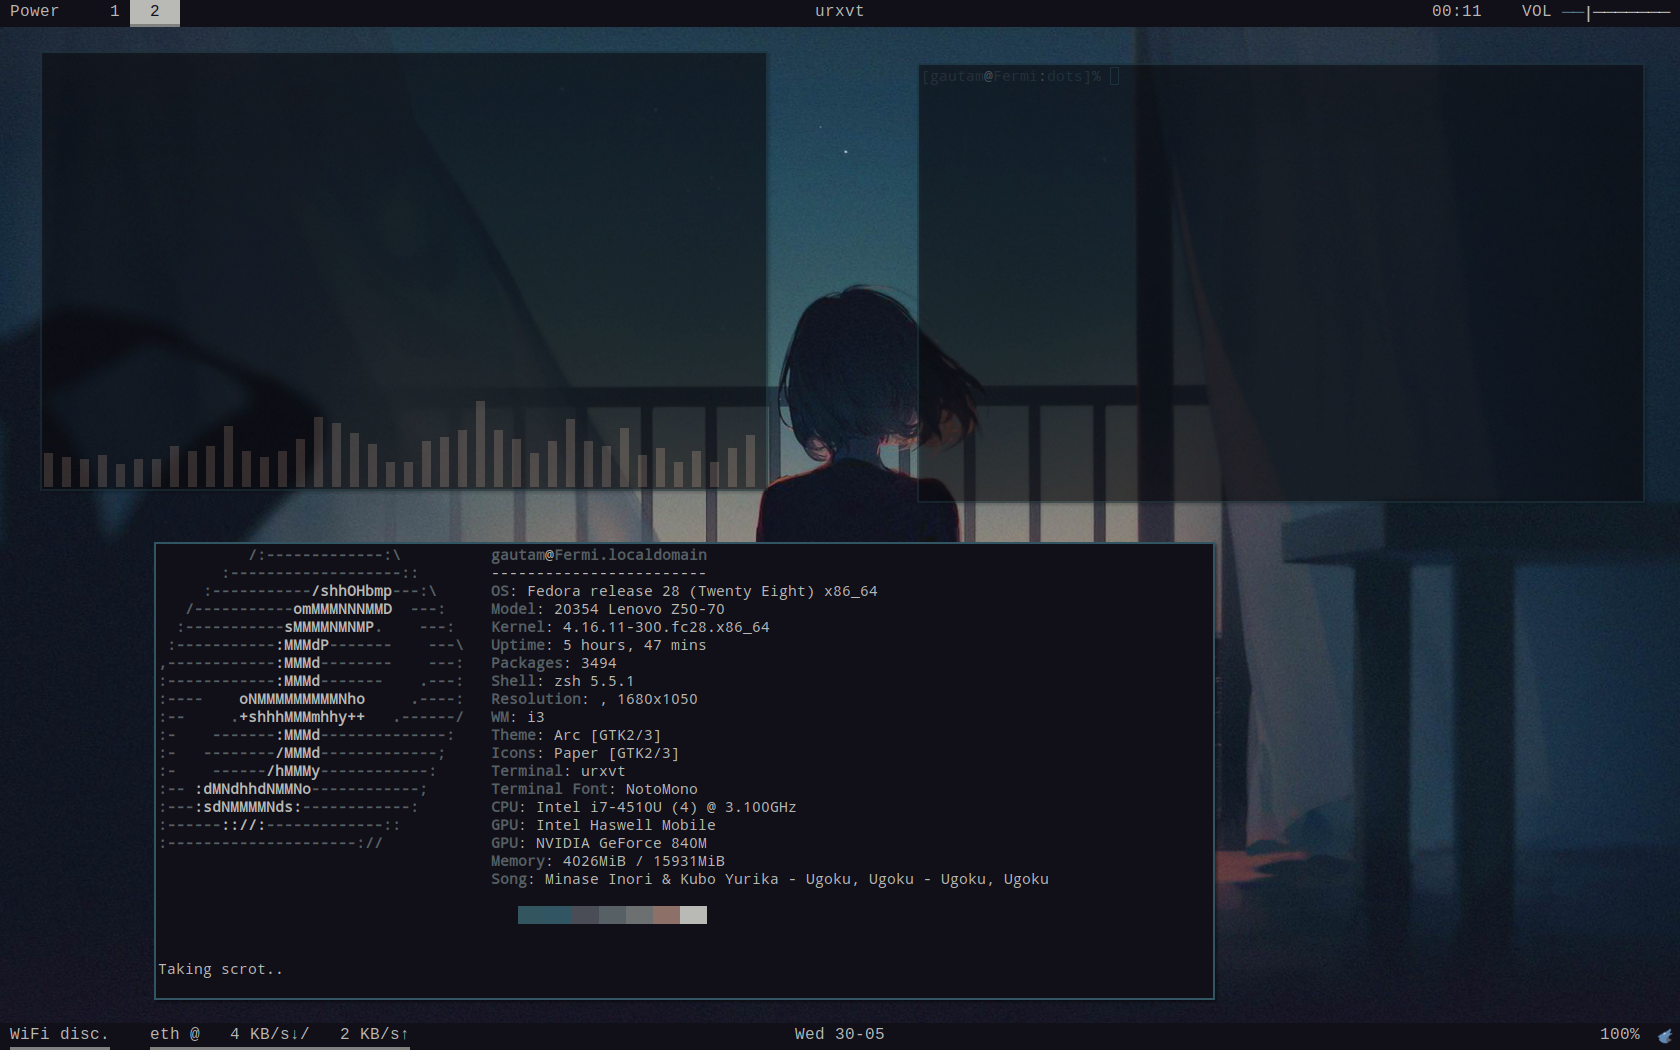 Power 1 2 urxvt 00:11 VOL
[gautam@Fermi:dots]%
/:-------------:\ gautam@Fermi.localdomain
:-------------------:: ------------------------
:-----------/shhOHbmp---:\ OS: Fedora release 28 (Twenty Eight) x86_64
/-----------omMMMNNNMMD ---: Model: 20354 Lenovo Z50-70
:-----------sMMMMNMNMP. ---: Kernel: 4.16.11-300.fc28.x86_64
:-----------:MMMdP------- ---\ Uptime: 5 hours, 47 mins
,------------:MMMd-------- ---: Packages: 3494
:------------:MMMd------- .---: Shell: zsh 5.5.1
:---- oNMMMMMMMMMNho .----: Resolution: , 1680x1050
:-- .+shhhMMMmhhy++ .------/ WM: i3
:- -------:MMMd--------------: Theme: Arc [GTK2/3]
:- --------/MMMd-------------; Icons: Paper [GTK2/3]
:- ------/hMMMy------------: Terminal: urxvt
:-- :dMNdhhdNMMNo------------; Terminal Font: NotoMono
:---:sdNMMMMNds:------------: CPU: Intel i7-4510U (4) @ 3.100GHz
:------:://:-------------:: GPU: Intel Haswell Mobile
:---------------------:// GPU: NVIDIA GeForce 840M
Memory: 4026MiB / 15931MiB
Song: Minase Inori & Kubo Yurika - Ugoku, Ugoku - Ugoku, Ugoku
Taking scrot..
WiFi disc. eth @ 4 KB/s↓/ 2 KB/s↑ Wed 30-05 100%